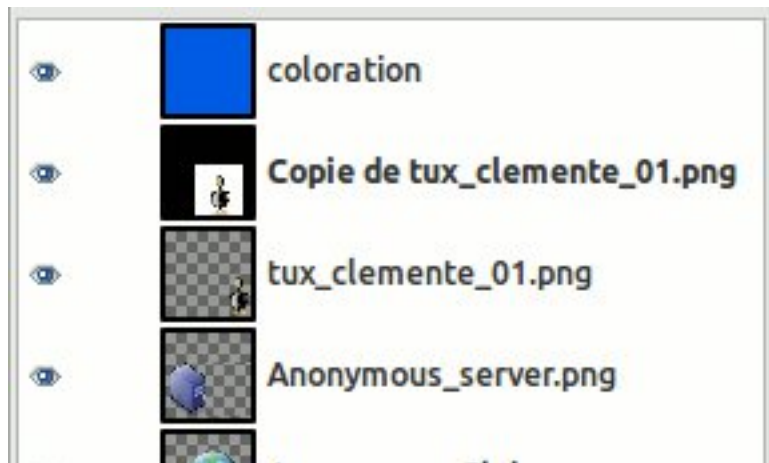 coloration
Copie de tux_clemente_01.png
tux_clemente_01.png
Anonymous_server.png